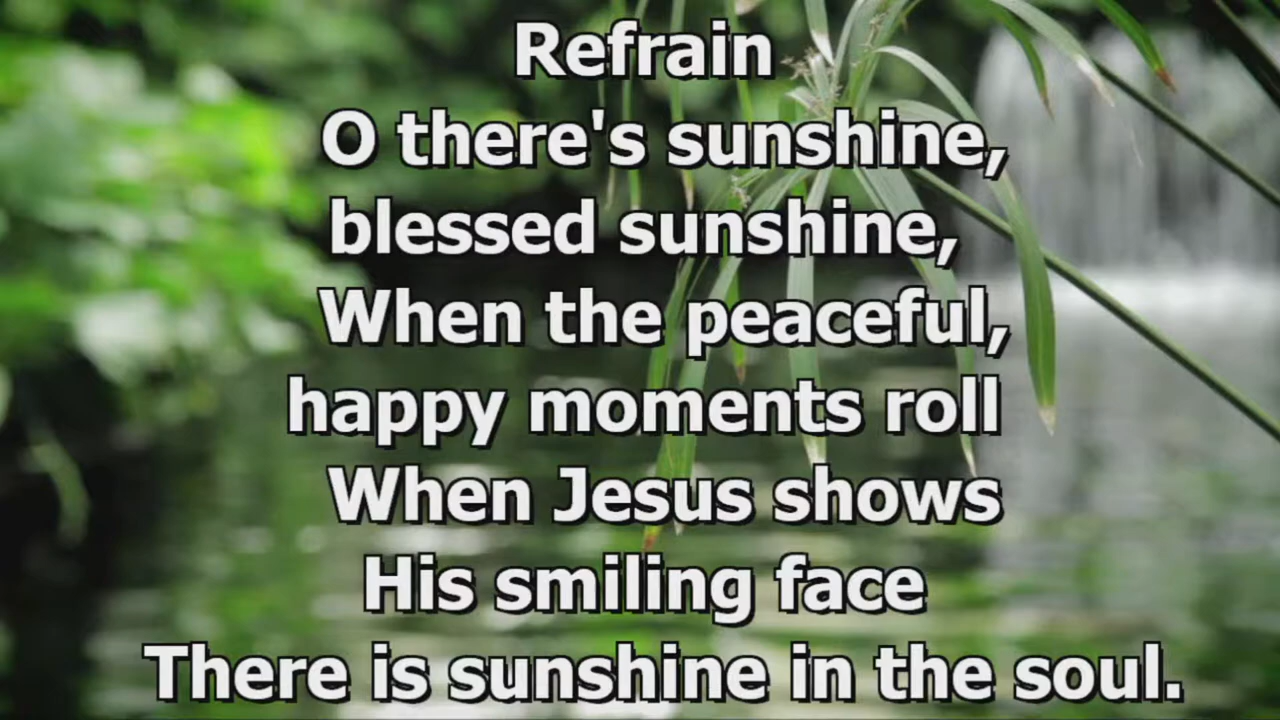 Refrain
O there's sunshine,
blessed sunshine,
When the peaceful,
happy moments roll
When Jesus shows
His smiling face
There is sunshine in the soul.